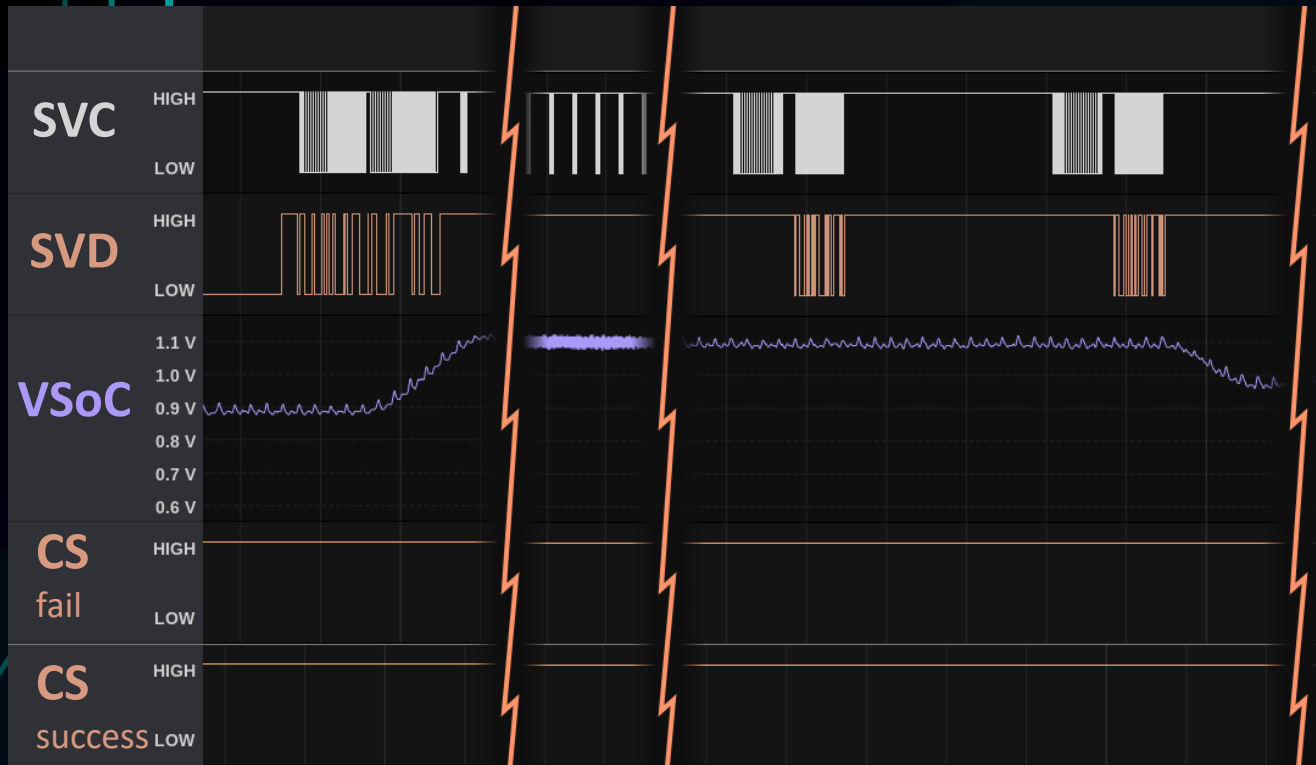 SVC
HIGH
LOW
SVD
HIGH
LOW
VSoC
1.1 V
1.0 V
0.9 V
0.8 V
0.7 V
0.6 V
CS
fail
HIGH
LOW
CS
success
HIGH
LOW